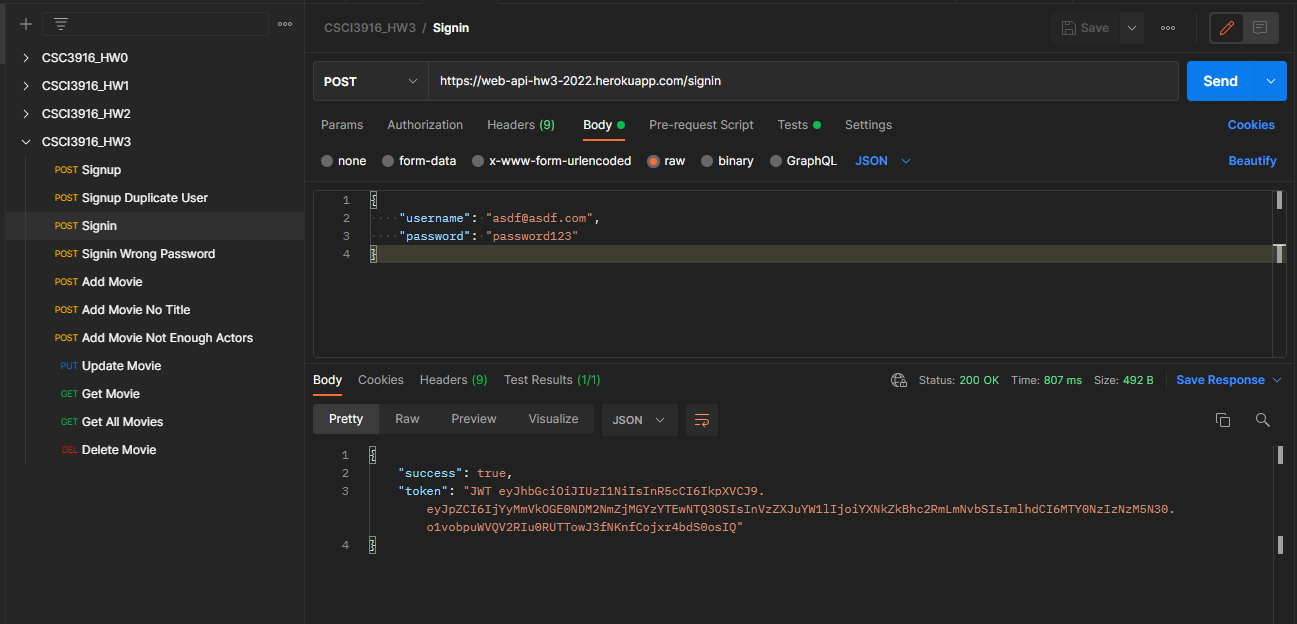 CSC3916_HW0
CSCI3916_HW1
CSCI3916_HW2
CSCI3916_HW3
POST Signup
POST Signup Duplicate User
POST Signin
POST Signin Wrong Password
POST Add Movie
POST Add Movie No Title
POST Add Movie Not Enough Actors
PUT Update Movie
GET Get Movie
GET Get All Movies
DEL Delete Movie
CSCI3916_HW3 / Signin
Save
POST https://web-api-hw3-2022.herokuapp.com/signin Send
Params Authorization Headers (9) Body Pre-request Script Tests Settings Cookies
none form-data x-www-form-urlencoded raw binary GraphQL JSON Beautify
1 {
2 "username": "asdf@asdf.com",
3 "password": "password123"
4 }
Body Cookies Headers (9) Test Results (1/1) Status: 200 OK Time: 807 ms Size: 492 B Save Response
Pretty Raw Preview Visualize JSON
1 {
2 "success": true,
3 "token": "JWT eyJhbGciOiJIUzI1NiIsInR5cCI6IkpXVCJ9.
eyJpZCI6IjYyMmVkOGE0NDM2NmZjMGYzYTEwNTQ3OSIsInVzZXJuYW1lIjoiYXNkZkBhc2RmLmNvbSIsImlhdCI6MTY0NzIzNzM5N30.
o1vobpuWVQV2RIu0RUTTowJ3fNKnfCojxr4bdS0osIQ"
4 }